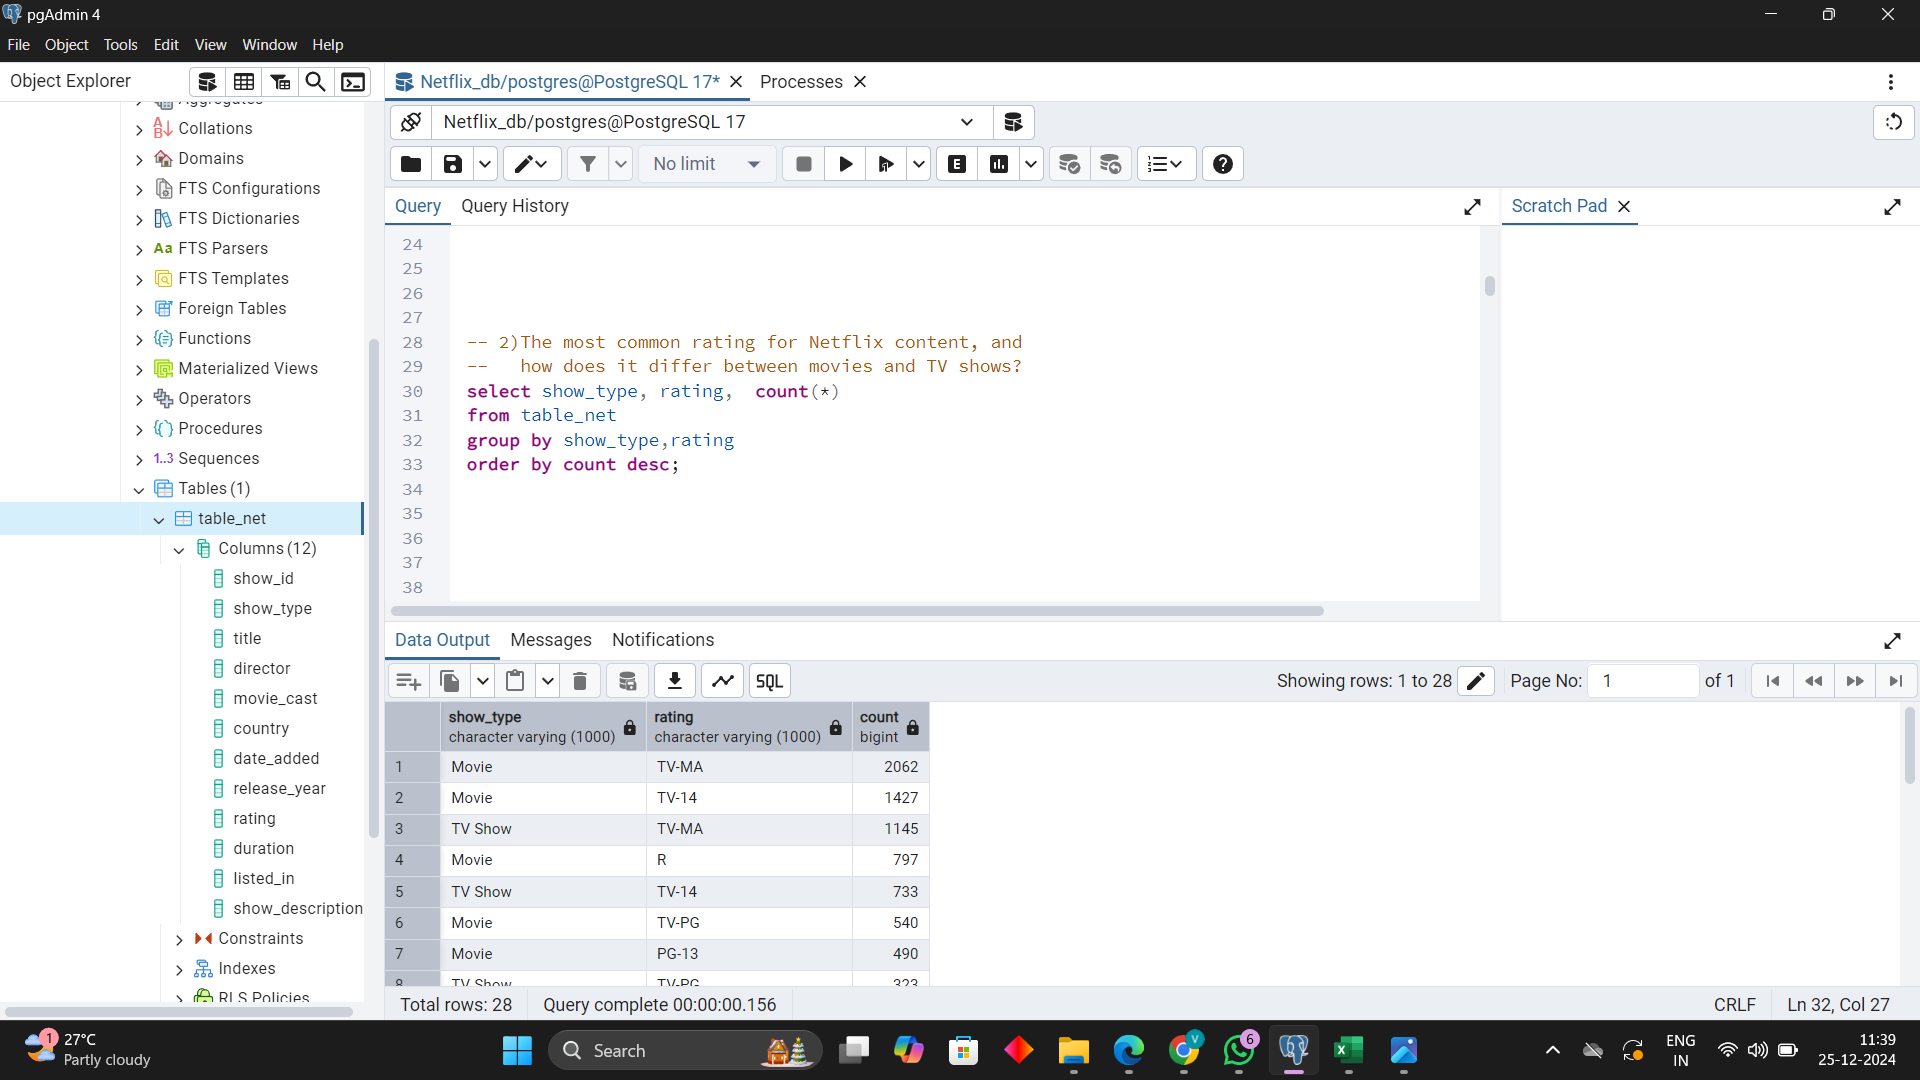 pgAdmin 4
File Object Tools Edit View Window Help
Object Explorer
Aggregates
Collations
Domains
FTS Configurations
FTS Dictionaries
Aa FTS Parsers
FTS Templates
Foreign Tables
Functions
Materialized Views
Operators
Procedures
1..3 Sequences
Tables (1)
table_net
Columns (12)
show_id
show_type
title
director
movie_cast
country
date_added
release_year
rating
duration
listed_in
show_description
Constraints
Indexes
RLS Policies
Netflix_db/postgres@PostgreSQL 17* Processes
Netflix_db/postgres@PostgreSQL 17
No limit E
Query Query History
Scratch Pad
24
25
26
27
28 -- 2)The most common rating for Netflix content, and
29 -- how does it differ between movies and TV shows?
30 select show_type, rating, count(*)
31 from table_net
32 group by show_type,rating
33 order by count desc;
34
35
36
37
38
Data Output Messages Notifications
SQL Showing rows: 1 to 28 Page No: 1 of 1
show_type rating count
character varying (1000) character varying (1000) bigint
1 Movie TV-MA 2062
2 Movie TV-14 1427
3 TV Show TV-MA 1145
4 Movie R 797
5 TV Show TV-14 733
6 Movie TV-PG 540
7 Movie PG-13 490
8 TV Show TV-PG 323
Total rows: 28 Query complete 00:00:00.156 CRLF Ln 32, Col 27
1 27°C
Partly cloudy
Search
V
6
ENG
IN
11:39
25-12-2024